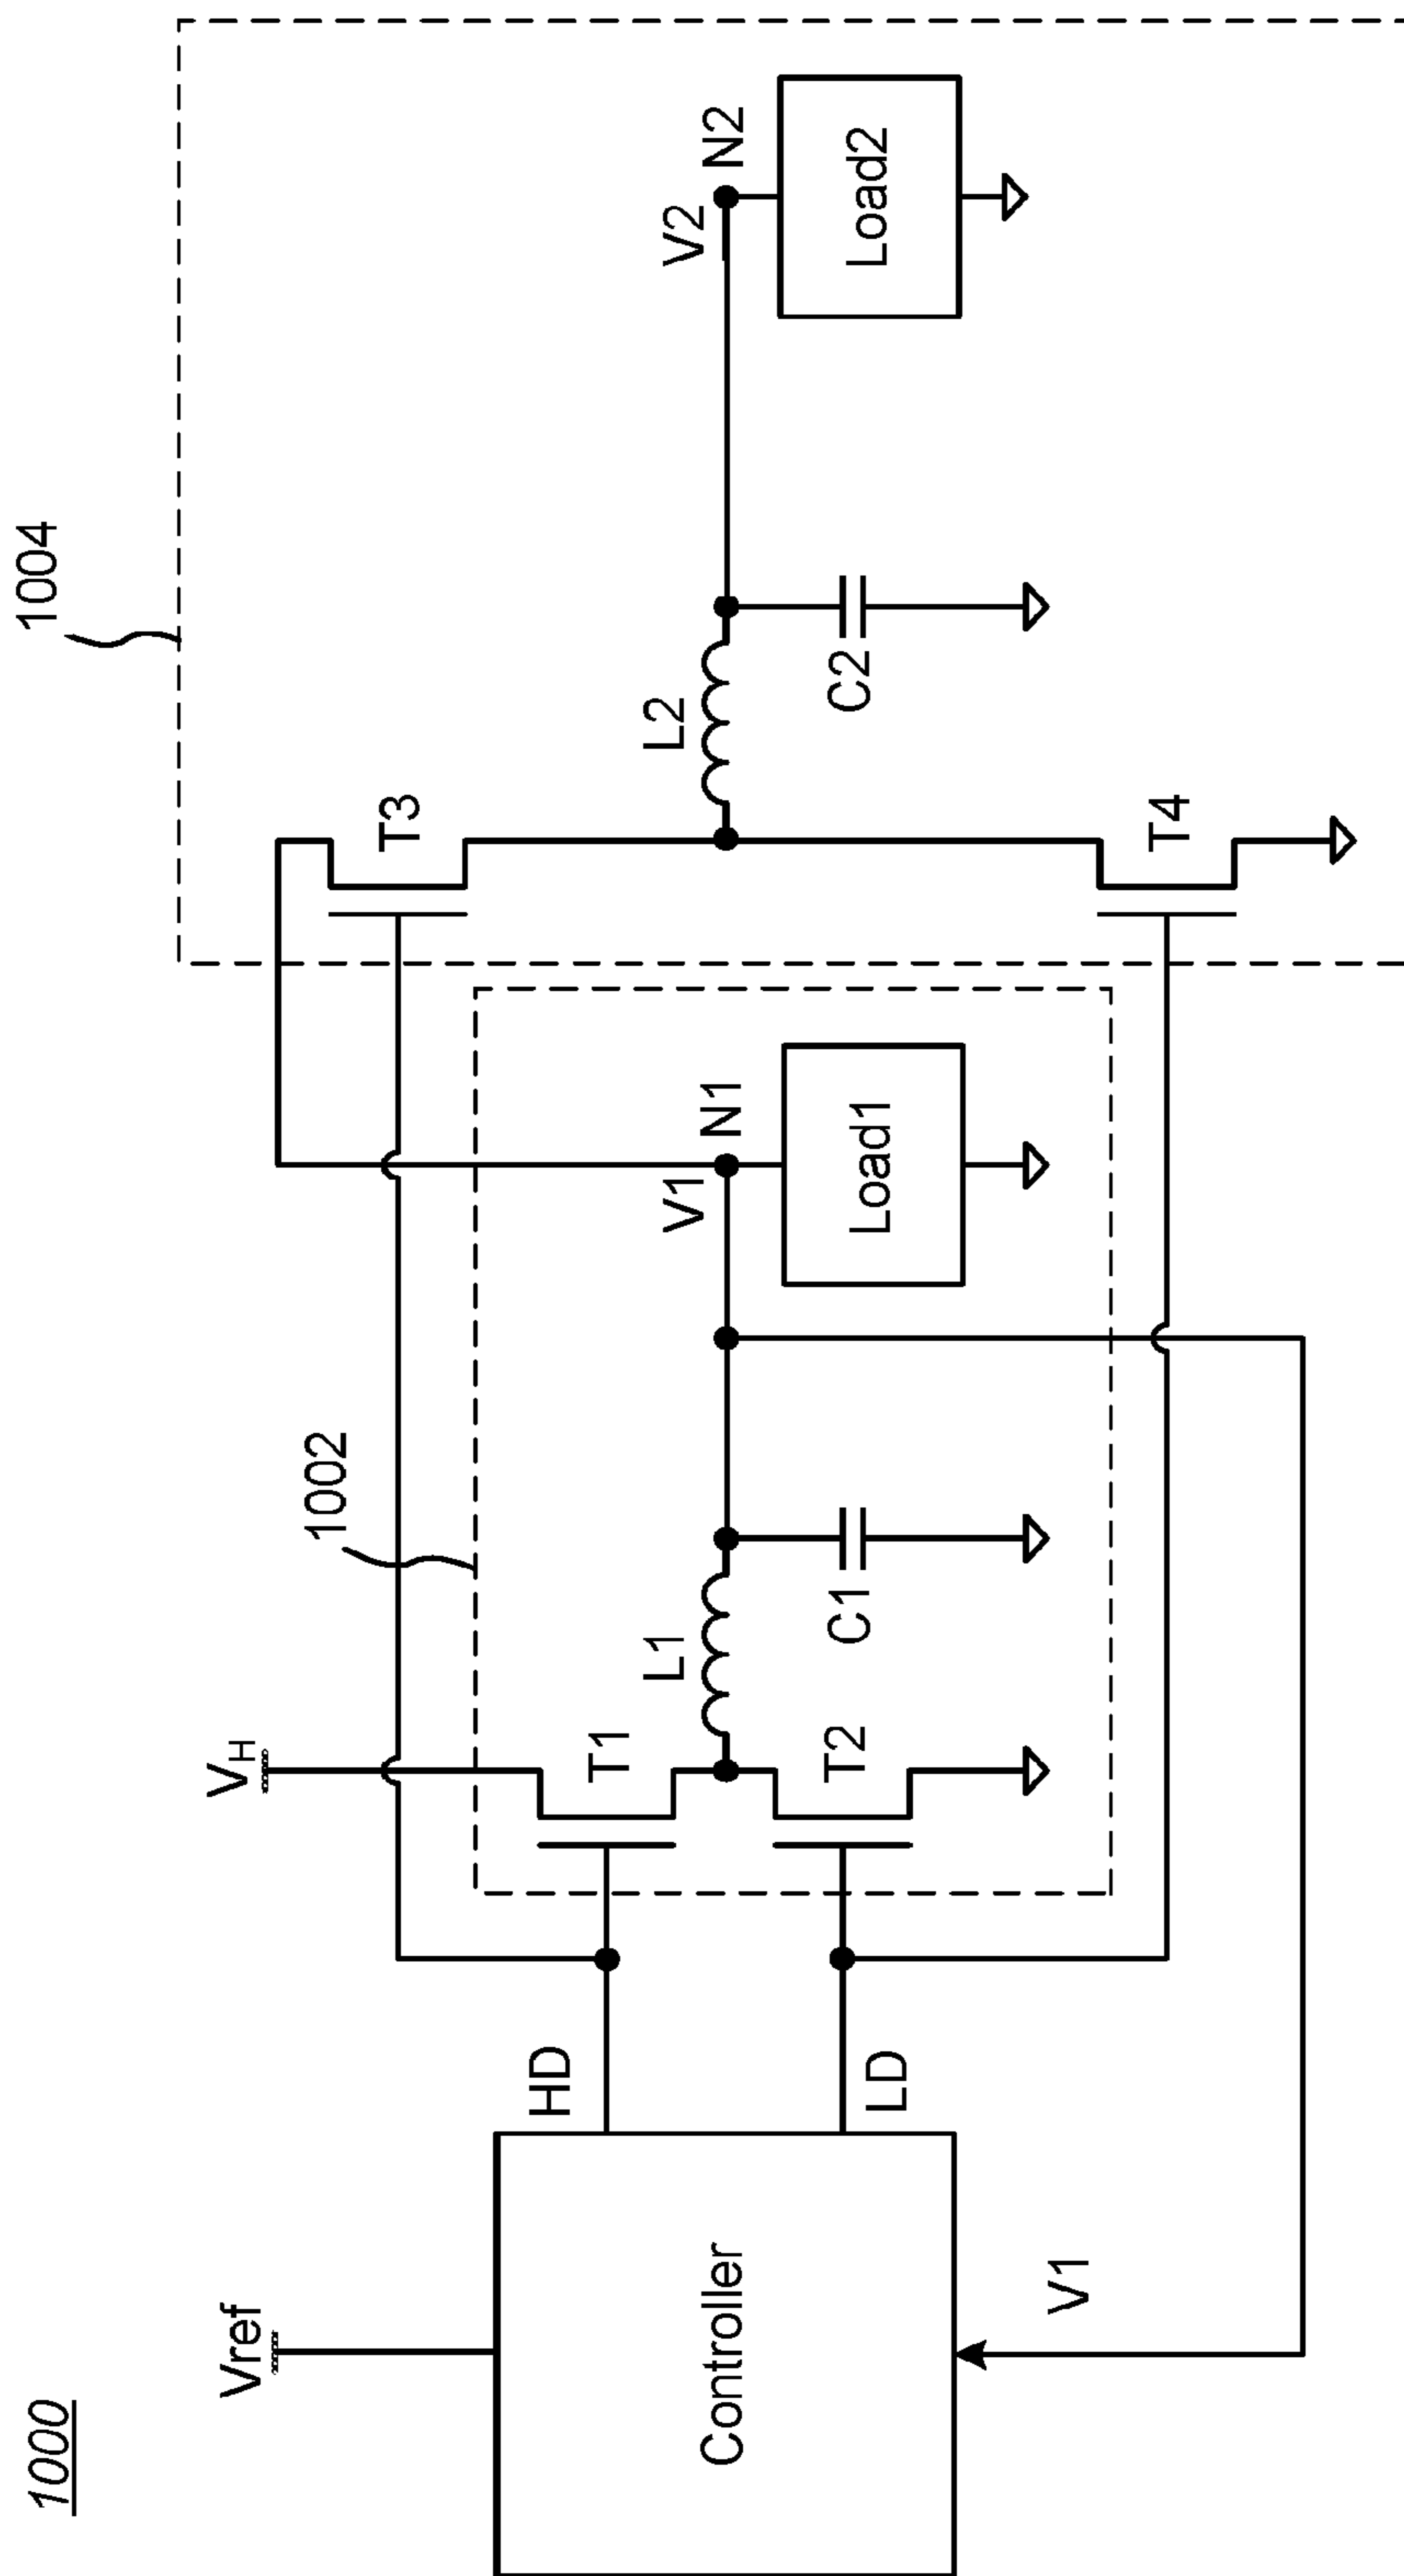 1000
1004
1002
Vref
VH
HD
LD
Controller
V1
T1
T2
L1
C1
V1
N1
Load1
T3
T4
L2
C2
V2
N2
Load2